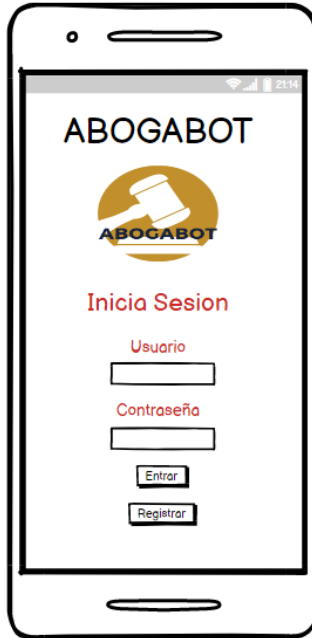 21:14
ABOGABOT
ABOGABOT
Inicia Sesion
Usuario
Contraseña
Entrar
Registrar